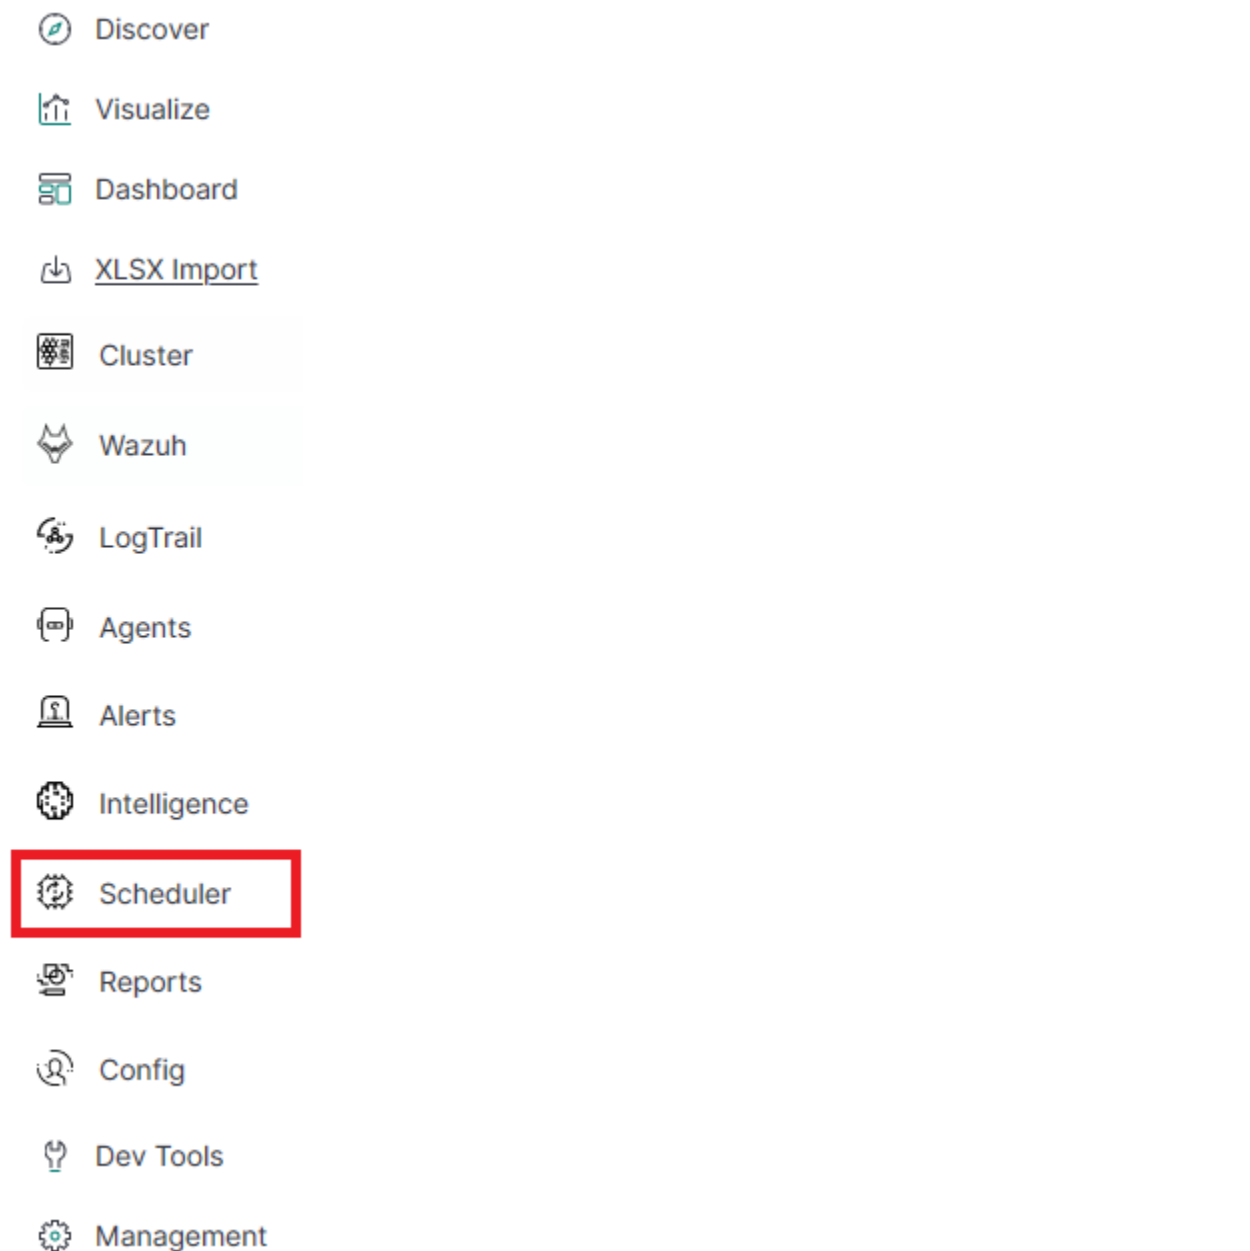 Discover
Visualize
Dashboard
XLSX Import
Cluster
Wazuh
LogTrail
Agents
Alerts
Intelligence
Scheduler
Reports
Config
Dev Tools
Management